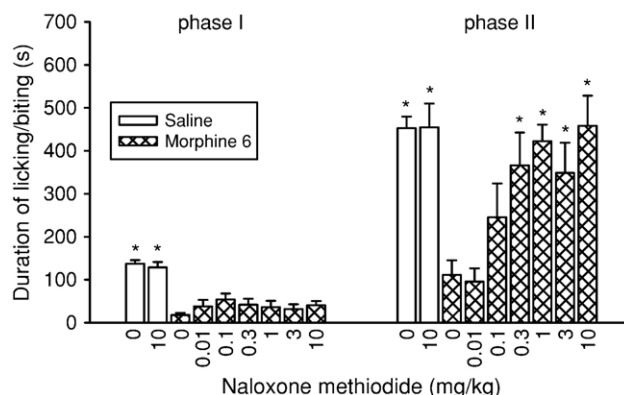 700
600
500
400
300
200
100
0
Duration of licking/biting (s)
phase I
phase II
Saline
Morphine 6
* * 
* * * * * *
0 10 0 0.01 0.1 0.3 1 3 10
0 10 0 0.01 0.1 0.3 1 3 10
Naloxone methiodide (mg/kg)